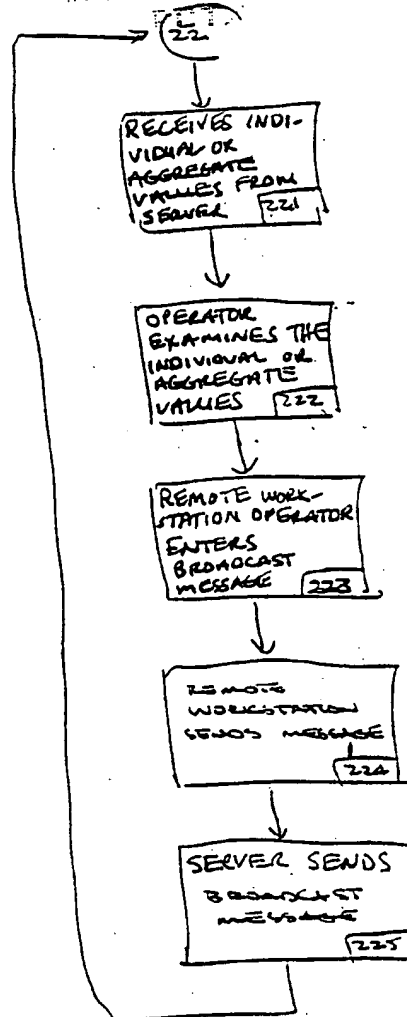 22
RECEIVES INDI-
VIDUAL OR
AGGREGATE
VALUES FROM
SERVER 221
OPERATOR
EXAMINES THE
INDIVIDUAL OR
AGGREGATE
VALUES 222
REMOTE WORK-
STATION OPERATOR
ENTERS
BROADCAST
MESSAGE 223
REMOTE
WORKSTATION
SENDS MESSAGE
224
SERVER SENDS
BROADCAST
MESSAGE
225